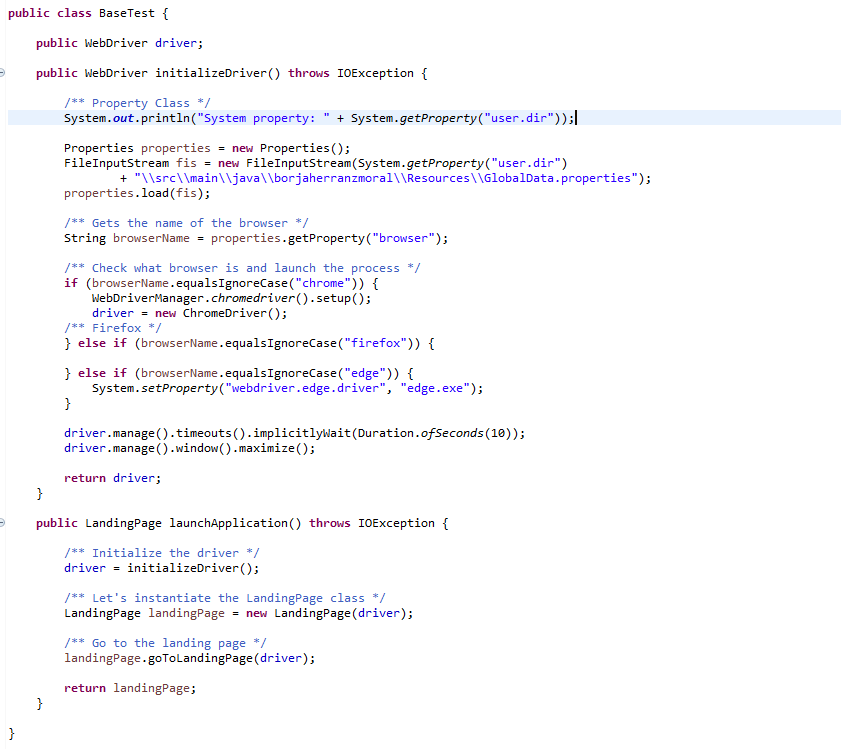 public class BaseTest {
public WebDriver driver;
public WebDriver initializeDriver() throws IOException {
/** Property Class */
System.out.println("System property: " + System.getProperty("user.dir"));
Properties properties = new Properties();
FileInputStream fis = new FileInputStream(System.getProperty("user.dir")
+ "\\src\\main\\java\\borjaherranzmoral\\Resources\\GlobalData.properties");
properties.load(fis);
/** Gets the name of the browser */
String browserName = properties.getProperty("browser");
/** Check what browser is and launch the process */
if (browserName.equalsIgnoreCase("chrome")) {
WebDriverManager.chromedriver().setup();
driver = new ChromeDriver();
/** Firefox */
} else if (browserName.equalsIgnoreCase("firefox")) {
} else if (browserName.equalsIgnoreCase("edge")) {
System.setProperty("webdriver.edge.driver", "edge.exe");
}
driver.manage().timeouts().implicitlyWait(Duration.ofSeconds(10));
driver.manage().window().maximize();
return driver;
}
public LandingPage launchApplication() throws IOException {
/** Initialize the driver */
driver = initializeDriver();
/** Let's instantiate the LandingPage class */
LandingPage landingPage = new LandingPage(driver);
/** Go to the landing page */
landingPage.goToLandingPage(driver);
return landingPage;
}
}